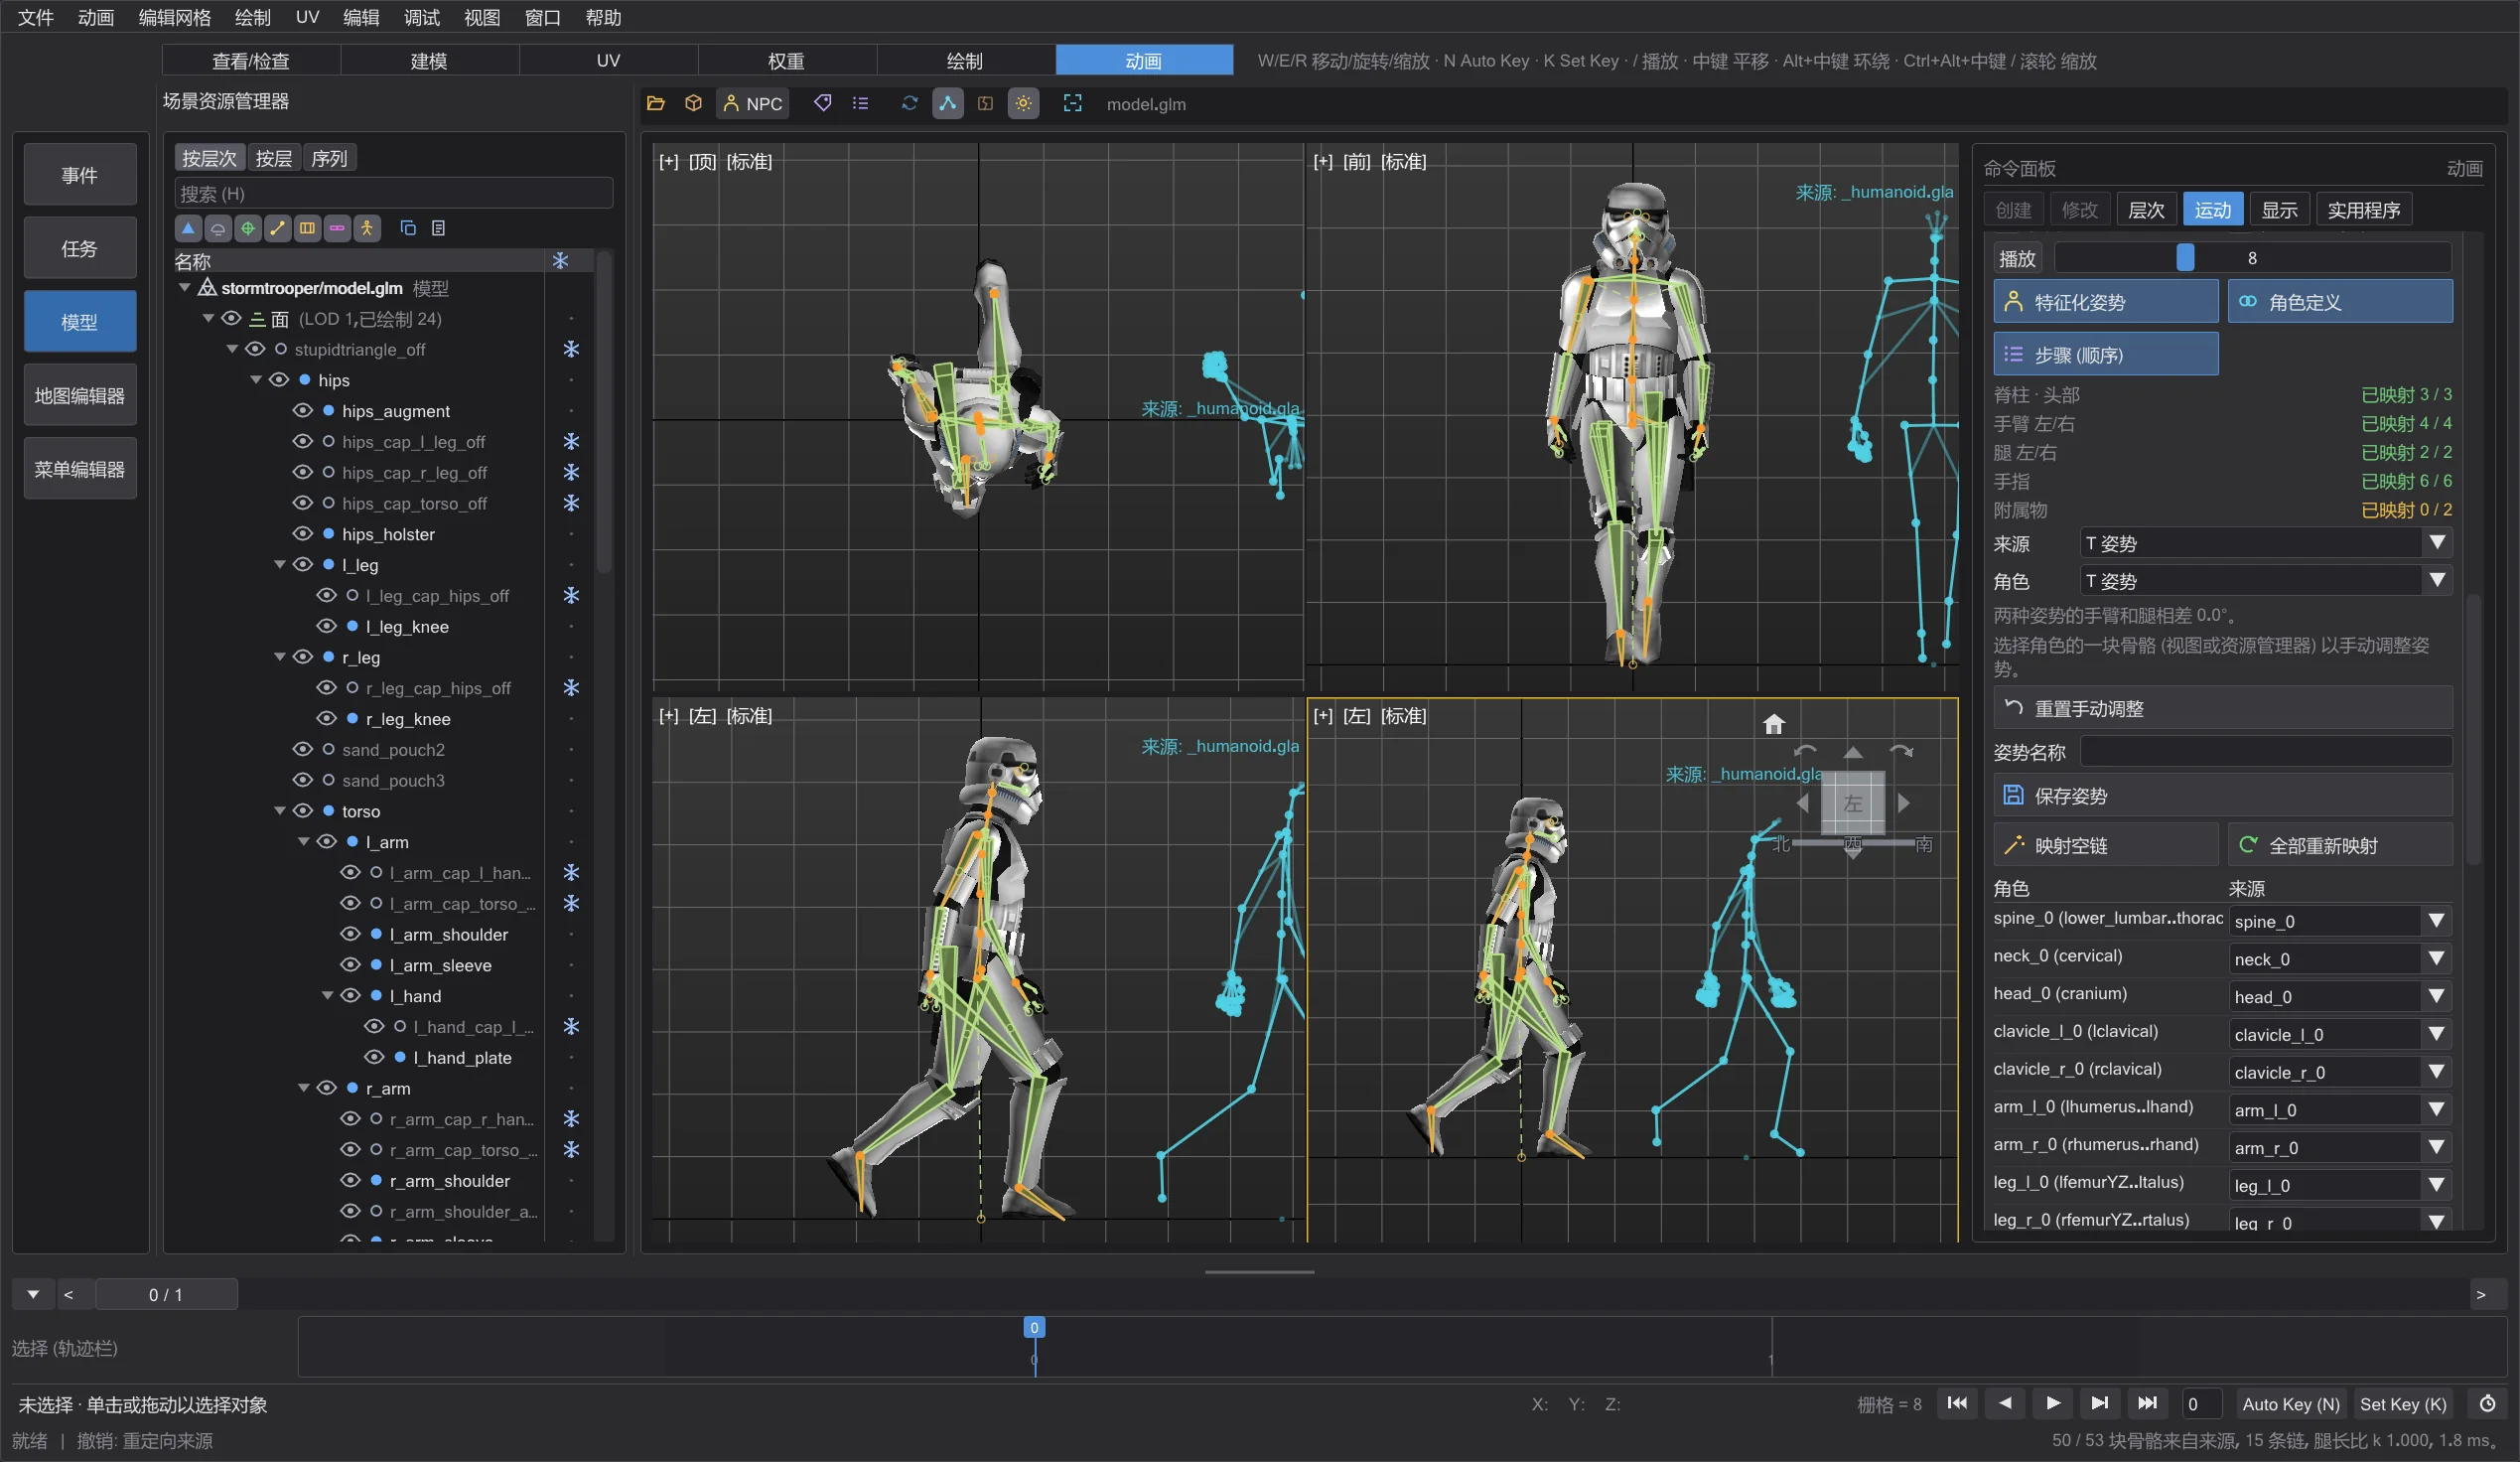 文件 动画 编辑网格 绘制 UV 编辑 调试 视图 窗口 帮助
查看/检查 建模 UV 权重 绘制 动画 W/E/R 移动/旋转/缩放 · N Auto Key · K Set Key · / 播放 · 中键 平移 · Alt+中键 环绕 · Ctrl+Alt+中键 / 滚轮 缩放
场景资源管理器
NPC model.glm
事件
任务
模型
地图编辑器
菜单编辑器
按层次 按层 序列
搜索 (H)
名称
stormtrooper/model.glm 模型
面 (LOD 1,已绘制 24)
stupidtriangle_off
hips
hips_augment
hips_cap_l_leg_off
hips_cap_r_leg_off
hips_cap_torso_off
hips_holster
l_leg
l_leg_cap_hips_off
l_leg_knee
r_leg
r_leg_cap_hips_off
r_leg_knee
sand_pouch2
sand_pouch3
torso
l_arm
l_arm_cap_l_han...
l_arm_cap_torso_...
l_arm_shoulder
l_arm_sleeve
l_hand
l_hand_cap_l_...
l_hand_plate
r_arm
r_arm_cap_r_han...
r_arm_cap_torso_...
r_arm_shoulder
r_arm_shoulder_a...
r_arm_sleeve
[+] [顶] [标准]
来源: _humanoid.gla
[+] [前] [标准]
来源: _humanoid.gla
[+] [左] [标准]
来源: _humanoid.gla
[+] [左] [标准]
来源: _humanoid.gla
左
北 西 南
命令面板 动画
创建 修改 层次 运动 显示 实用程序
播放 8
特征化姿势 角色定义
步骤 (顺序)
脊柱 · 头部 已映射 3 / 3
手臂 左/右 已映射 4 / 4
腿 左/右 已映射 2 / 2
手指 已映射 6 / 6
附属物 已映射 0 / 2
来源 T 姿势
角色 T 姿势
两种姿势的手臂和腿相差 0.0°。
选择角色的一块骨骼 (视图或资源管理器) 以手动调整姿
势。
重置手动调整
姿势名称
保存姿势
映射空链 全部重新映射
角色 来源
spine_0 (lower_lumbar..thorac spine_0
neck_0 (cervical) neck_0
head_0 (cranium) head_0
clavicle_l_0 (lclavical) clavicle_l_0
clavicle_r_0 (rclavical) clavicle_r_0
arm_l_0 (lhumerus..lhand) arm_l_0
arm_r_0 (rhumerus..rhand) arm_r_0
leg_l_0 (lfemurYZ..ltalus) leg_l_0
leg_r_0 (rfemurYZ..rtalus) leg_r_0
< 0 / 1 >
选择 (轨迹栏) 0
0 1
未选择 · 单击或拖动以选择对象 X: Y: Z: 栅格 = 8 0 Auto Key (N) Set Key (K)
就绪 | 撤销: 重定向来源 50 / 53 块骨骼来自来源, 15 条链, 腿长比 k 1.000, 1.8 ms。